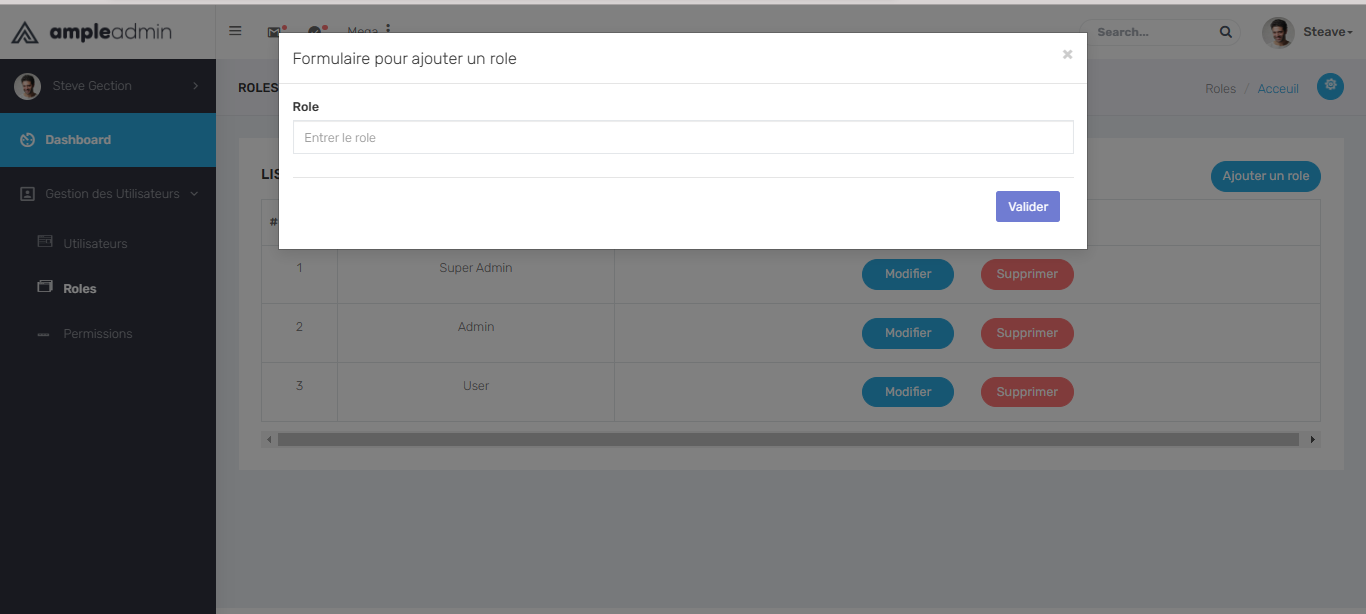 ampleadmin
Mega
Search...
Steave
Formulaire pour ajouter un role
×
Steve Gection
ROLES
Roles / Acceuil
Role
Entrer le role
Dashboard
LIS
Ajouter un role
Gestion des Utilisateurs
Valider
#
Utilisateurs
1 Super Admin Modifier Supprimer
Roles
2 Admin Modifier Supprimer
Permissions
3 User Modifier Supprimer